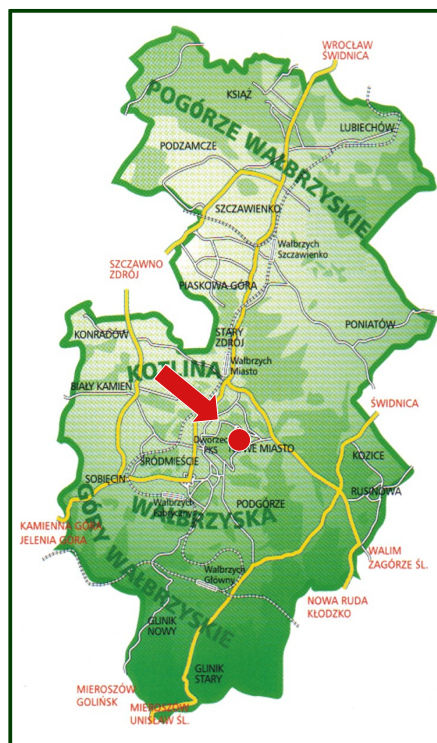 WROCŁAW
ŚWIDNICA
KSIĄŻ
POGÓRZE WAŁBRZYSKIE
LUBIECHÓW
PODZAMCZE
SZCZAWIENKO
Wałbrzych
Szczawienko
SZCZAWNO
ZDRÓJ
PIASKOWA GÓRA
KONRADÓW
STARY
ZDRÓJ
PONIATÓW
Wałbrzych
Miasto
KOTLINA
BIAŁY KAMIEŃ
ŚWIDNICA
Dworzec
PKS
MIASTO
KOZICE
ŚRÓDMIEŚCIE
SOBIĘCIN
RUSINOWA
PODGÓRZE
WAŁBRZYSKA
Wałbrzych
KAMIENNA GÓRA
JELENIA GÓRA
GÓRY WAŁBRZYSKIE
WALIM
ZAGÓRZE ŚL.
Wałbrzych
Główny
NOWA RUDA
KŁODZKO
GLINIK
NOWY
GLINIK
STARY
MIEROSZÓW
GOLIŃSK
MIEROSZÓW
UNISŁAW ŚL.